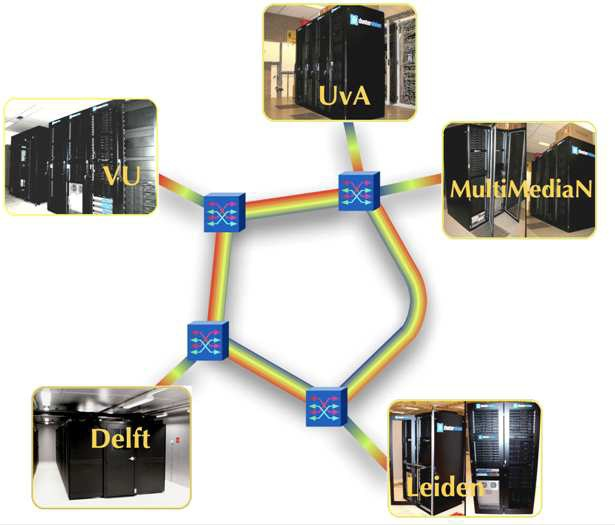 UvA
VU
MultiMediaN
Delft
Leiden